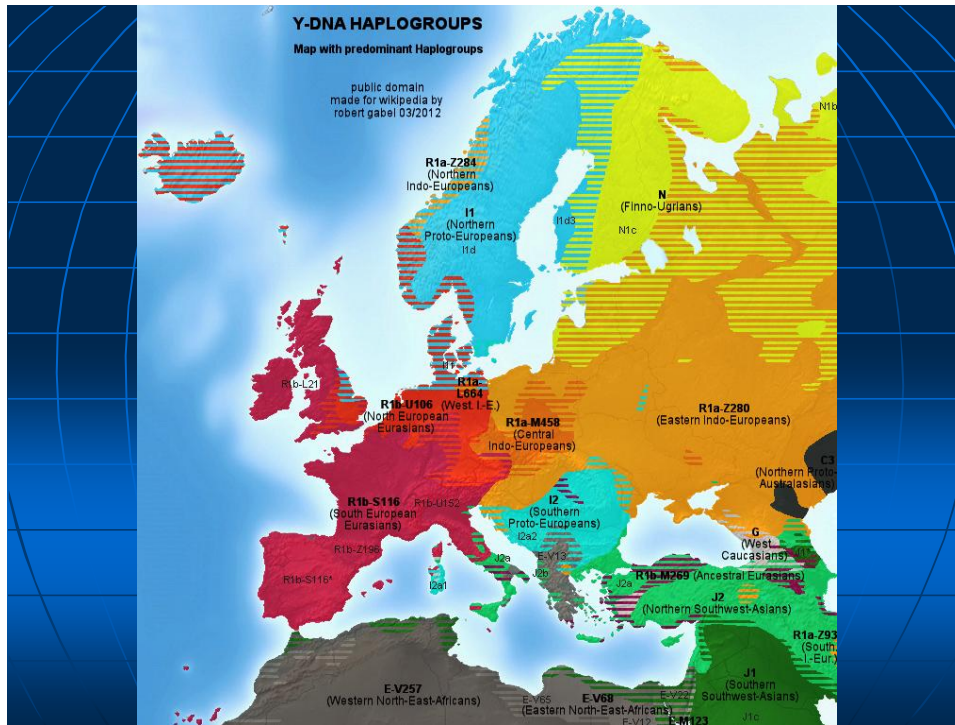 Y-DNA HAPLOGROUPS
Map with predominant Haplogroups
public domain
made for wikipedia by
robert gabel 03/2012
N1b
R1a-Z284
(Northern
Indo-Europeans)
I1
(Northern
Proto-Europeans)
I1d
I1d3
N
(Finno-Ugrians)
N1c
R1b-L21
R1b-U106
(North European
Eurasians)
R1a-
L664
(West. I.-E.)
R1a-M458
(Central
Indo-Europeans)
R1a-Z280
(Eastern Indo-Europeans)
C3
(Northern Proto-
Australasians)
R1b-S116
(South European
Eurasians)
R1b-U152
I2
(Southern
Proto-Europeans)
I2a2
G
(West
Caucasians)
R1b-Z196
R1b-S116*
I2a1
J2a
E-V13
J2b
J2a
R1b-M269 (Ancestral Eurasians)
J2
(Northern Southwest-Asians)
R1a-Z93
(South.
I.-Eur.)
E-V257
(Western North-East-Africans)
E-V65
E-V68
(Eastern North-East-Africans)
E-V12
E-V22
E-M123
J1
(Southern
Southwest-Asians)
J1c